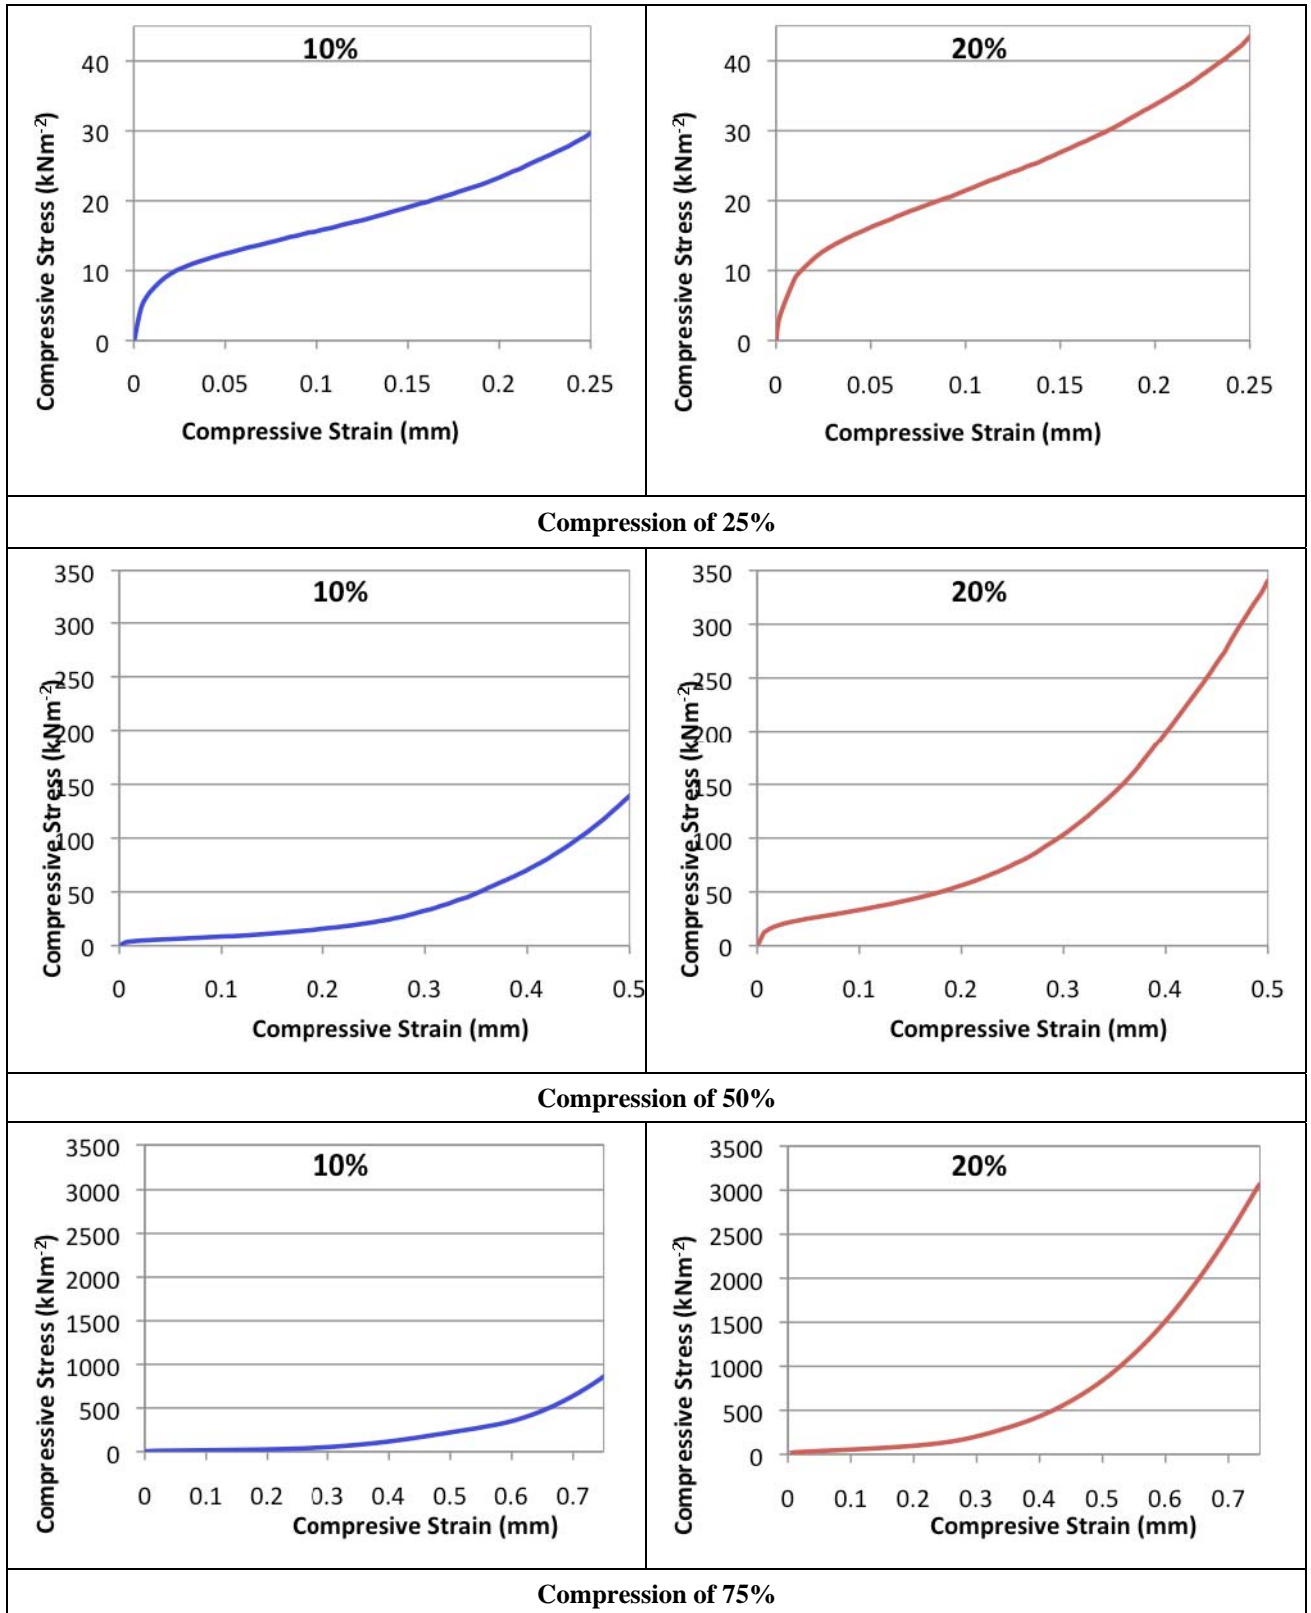 10%
40
30
20
10
0
0 0.05 0.1 0.15 0.2 0.25
Compressive Stress (kNm-2)
Compressive Strain (mm)
20%
40
30
20
10
0
0 0.05 0.1 0.15 0.2 0.25
Compressive Stress (kNm-2)
Compressive Strain (mm)
Compression of 25%
10%
350
300
250
200
150
100
50
0
0 0.1 0.2 0.3 0.4 0.5
Compressive Stress (kNm-2)
Compressive Strain (mm)
20%
350
300
250
200
150
100
50
0
0 0.1 0.2 0.3 0.4 0.5
Compressive Stress (kNm-2)
Compressive Strain (mm)
Compression of 50%
10%
3500
3000
2500
2000
1500
1000
500
0
0 0.1 0.2 0.3 0.4 0.5 0.6 0.7
Compressive Stress (kNm-2)
Compresive Strain (mm)
20%
3500
3000
2500
2000
1500
1000
500
0
0 0.1 0.2 0.3 0.4 0.5 0.6 0.7
Compressive Stress (kNm-2)
Compresive Strain (mm)
Compression of 75%